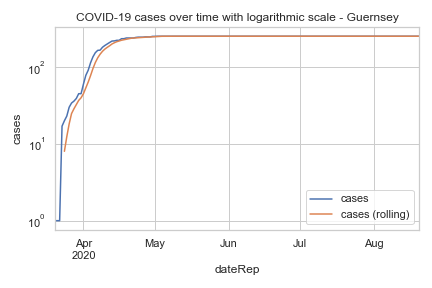 COVID-19 cases over time with logarithmic scale - Guernsey
10²
10¹
10⁰
cases
Apr
2020
May
Jun
Jul
Aug
dateRep
cases
cases (rolling)